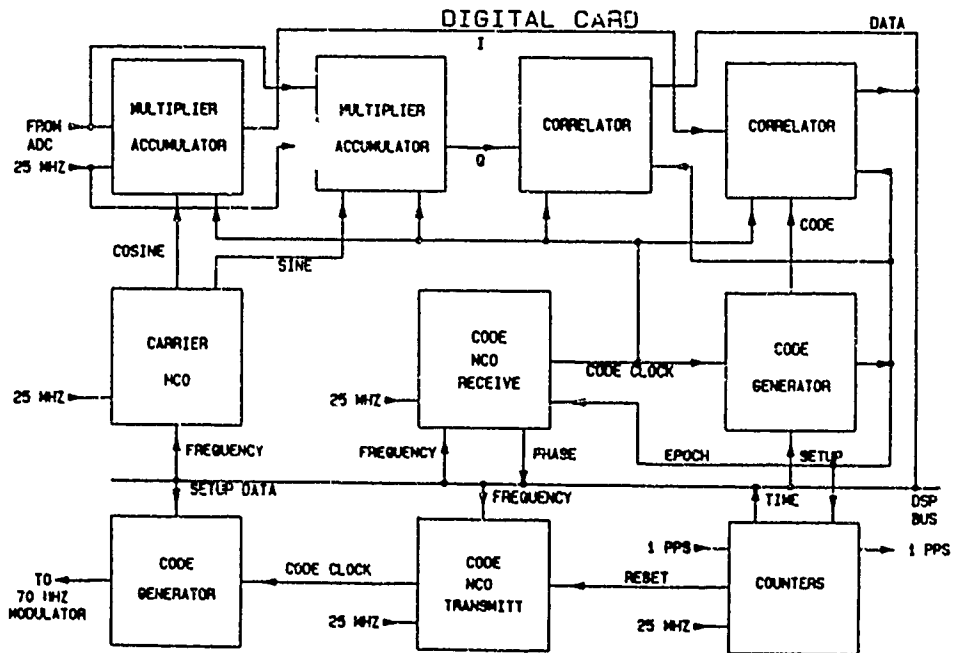 DIGITAL CARD
DATA
I
FROM
ADC
25 MHZ
MULTIPLIER
ACCUMULATOR
MULTIPLIER
ACCUMULATOR
Q
CORRELATOR
CORRELATOR
COSINE
SINE
CODE
CARRIER
NCO
25 MHZ
CODE
NCO
RECEIVE
25 MHZ
CODE CLOCK
CODE
GENERATOR
FREQUENCY
FREQUENCY
PHASE
EPOCH
SETUP
SETUP DATA
FREQUENCY
TIME
DSP
BUS
TO
70 MHZ
MODULATOR
CODE
GENERATOR
CODE CLOCK
CODE
NCO
TRANSMITT
25 MHZ
RESET
1 PPS
25 MHZ
COUNTERS
1 PPS